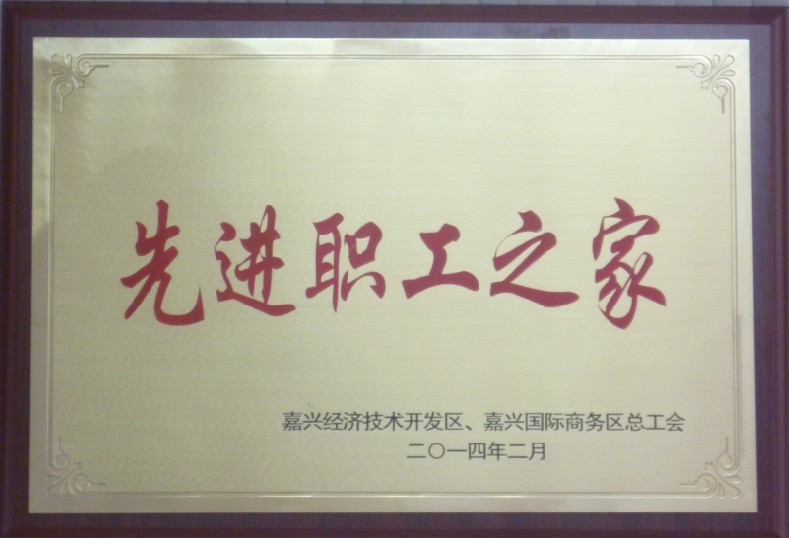 先进职工之家
嘉兴经济技术开发区、嘉兴国际商务区总工会
二〇一四年二月